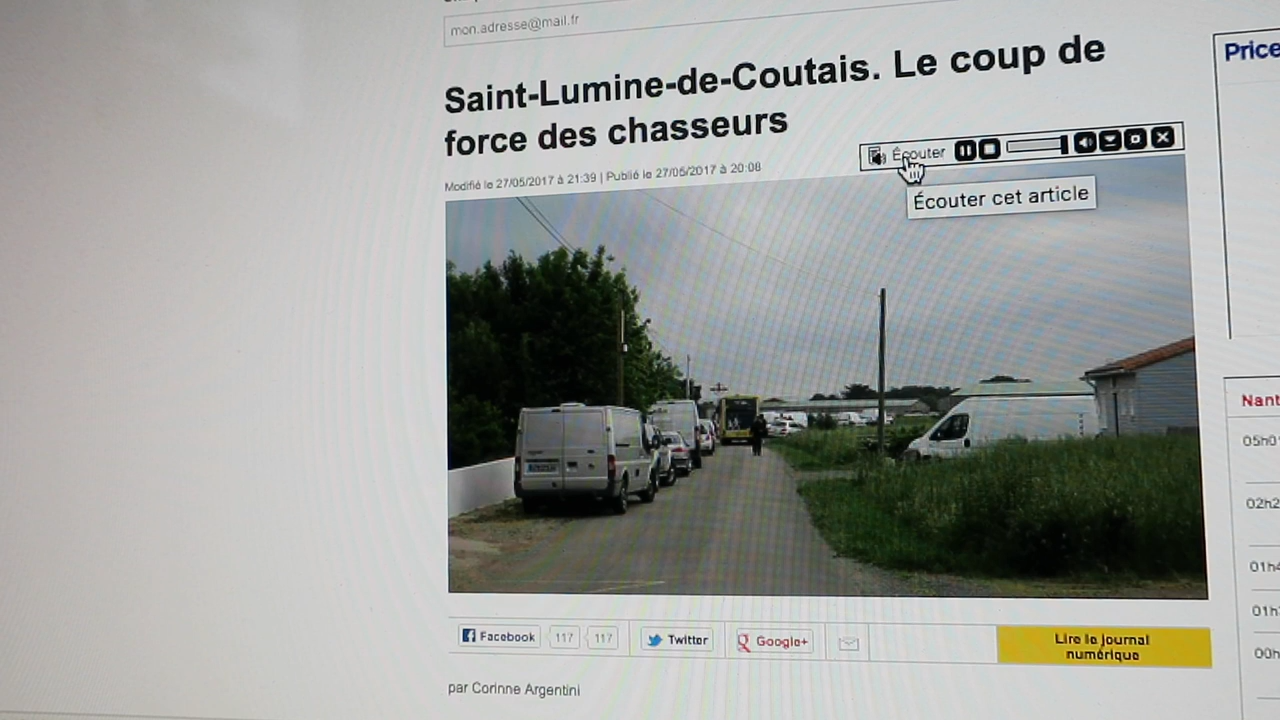 mon.adresse@mail.fr
Saint-Lumine-de-Coutais. Le coup de
force des chasseurs
Écouter
Modifié le 27/05/2017 à 21:39 | Publié le 27/05/2017 à 20:08
Écouter cet article
Facebook 117 117 Twitter Google+
Lire le journal
numérique
par Corinne Argentini
Price
Nant
05h0
02h2
01h4
01h
00h